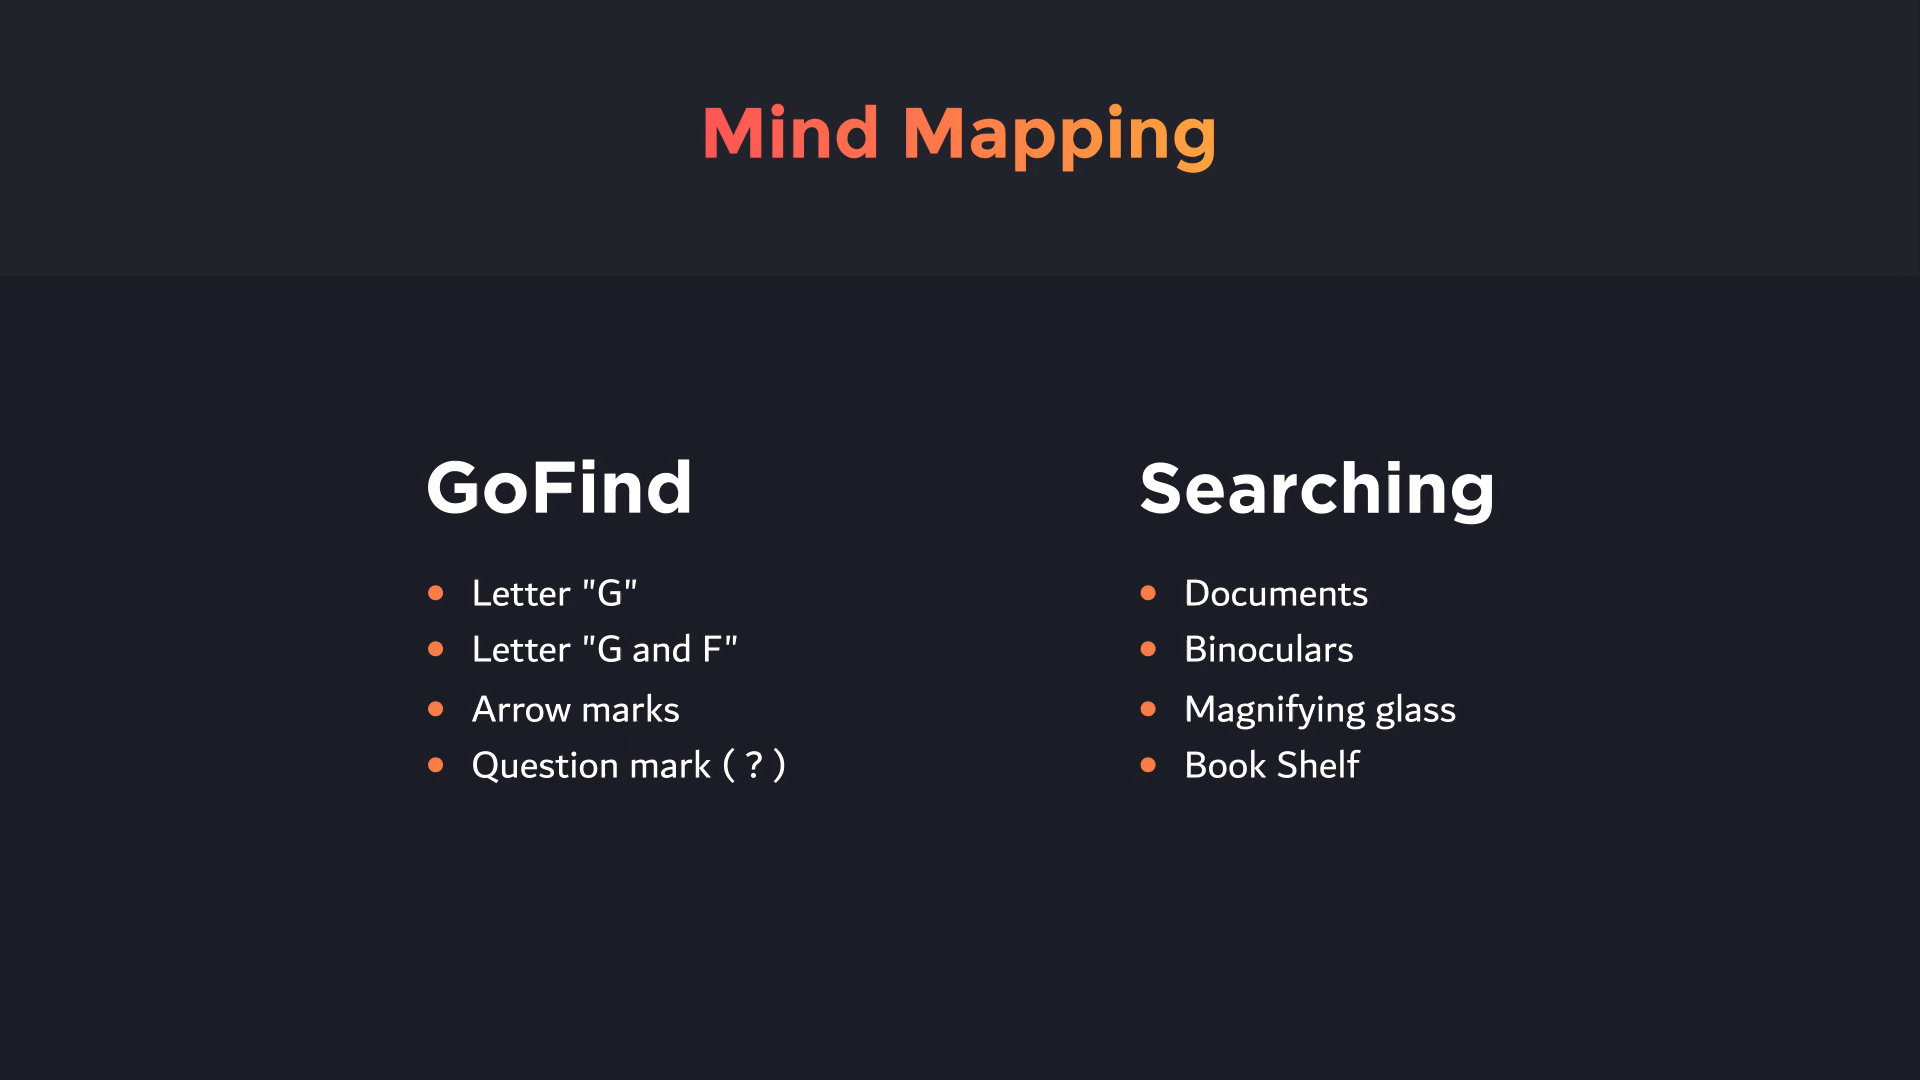 Mind Mapping
GoFind
Letter "G"
Letter "G and F"
Arrow marks
Question mark ( ? )
Searching
Documents
Binoculars
Magnifying glass
Book Shelf